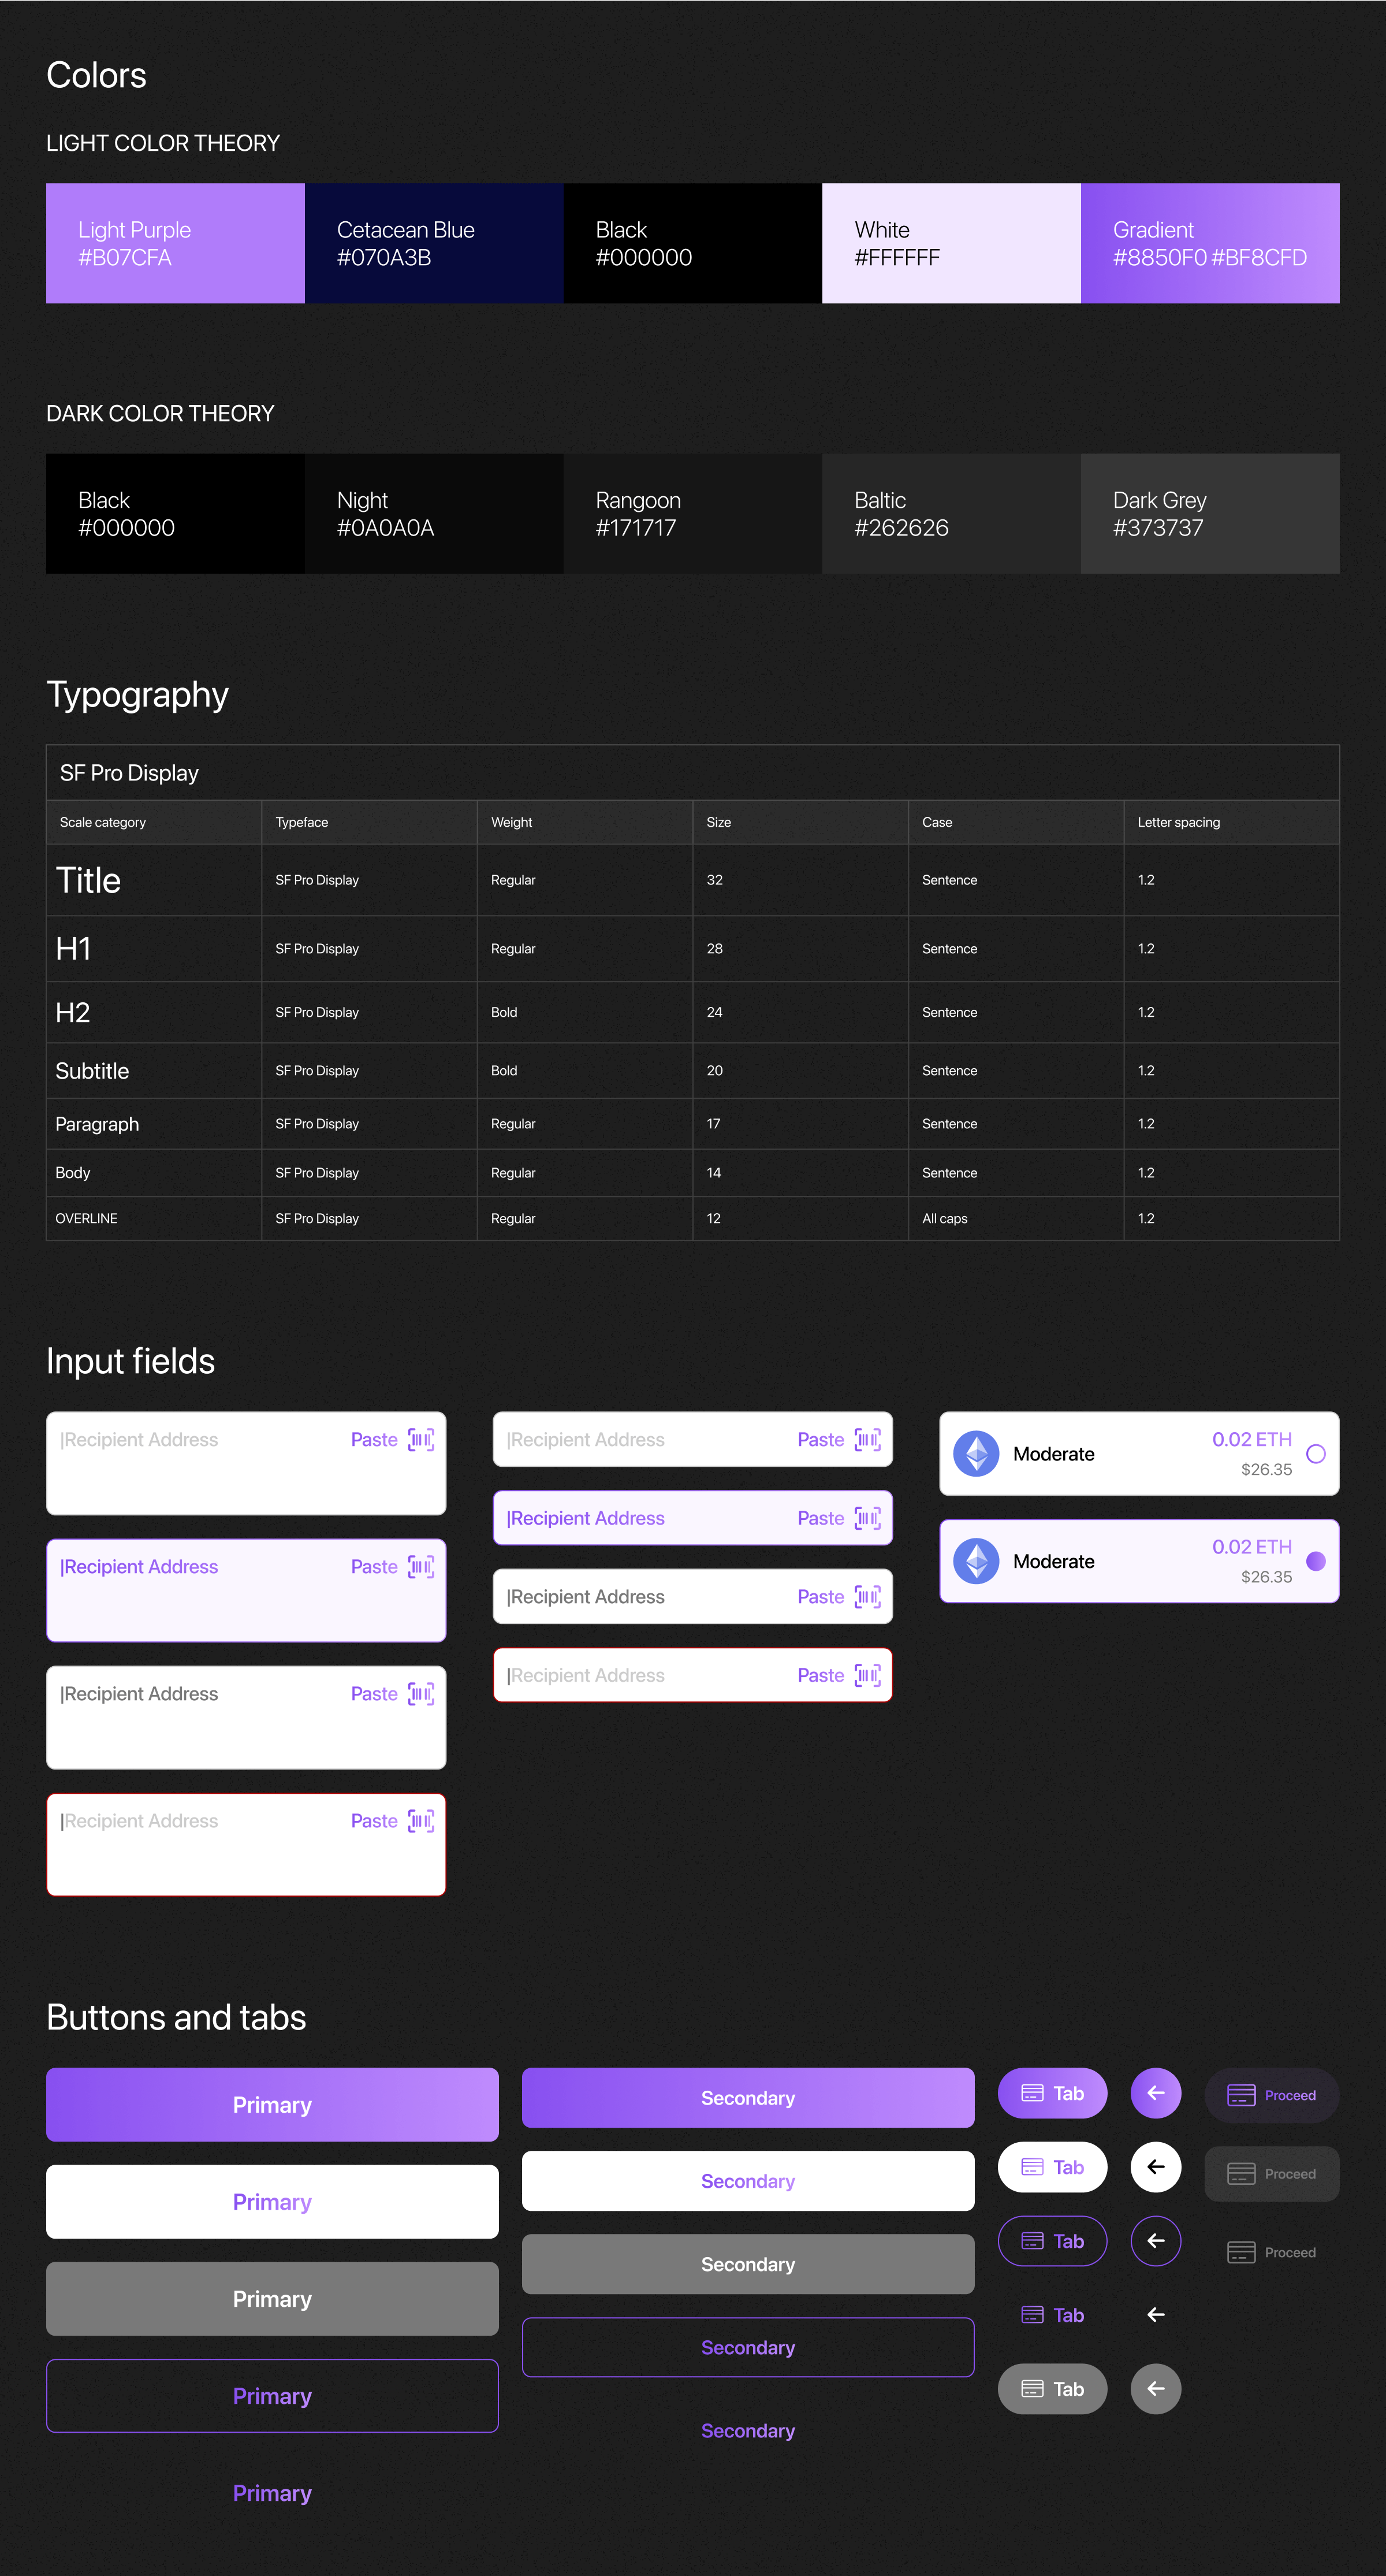 Colors
LIGHT COLOR THEORY
Light Purple
#B07CFA
Cetacean Blue
#070A3B
Black
#000000
White
#FFFFFF
Gradient
#8850F0 #BF8CFD
DARK COLOR THEORY
Black
#000000
Night
#0A0A0A
Rangoon
#171717
Baltic
#262626
Dark Grey
#373737
Typography
SF Pro Display
Scale category Typeface Weight Size Case Letter spacing
Title SF Pro Display Regular 32 Sentence 1.2
H1 SF Pro Display Regular 28 Sentence 1.2
H2 SF Pro Display Bold 24 Sentence 1.2
Subtitle SF Pro Display Bold 20 Sentence 1.2
Paragraph SF Pro Display Regular 17 Sentence 1.2
Body SF Pro Display Regular 14 Sentence 1.2
OVERLINE SF Pro Display Regular 12 All caps 1.2
Input fields
|Recipient Address Paste
|Recipient Address Paste
|Recipient Address Paste
|Recipient Address Paste
|Recipient Address Paste
|Recipient Address Paste
|Recipient Address Paste
|Recipient Address Paste
Moderate
0.02 ETH
$26.35
Moderate
0.02 ETH
$26.35
Buttons and tabs
Primary
Primary
Primary
Primary
Primary
Secondary
Secondary
Secondary
Secondary
Secondary
Tab
Tab
Tab
Tab
Tab
Proceed
Proceed
Proceed